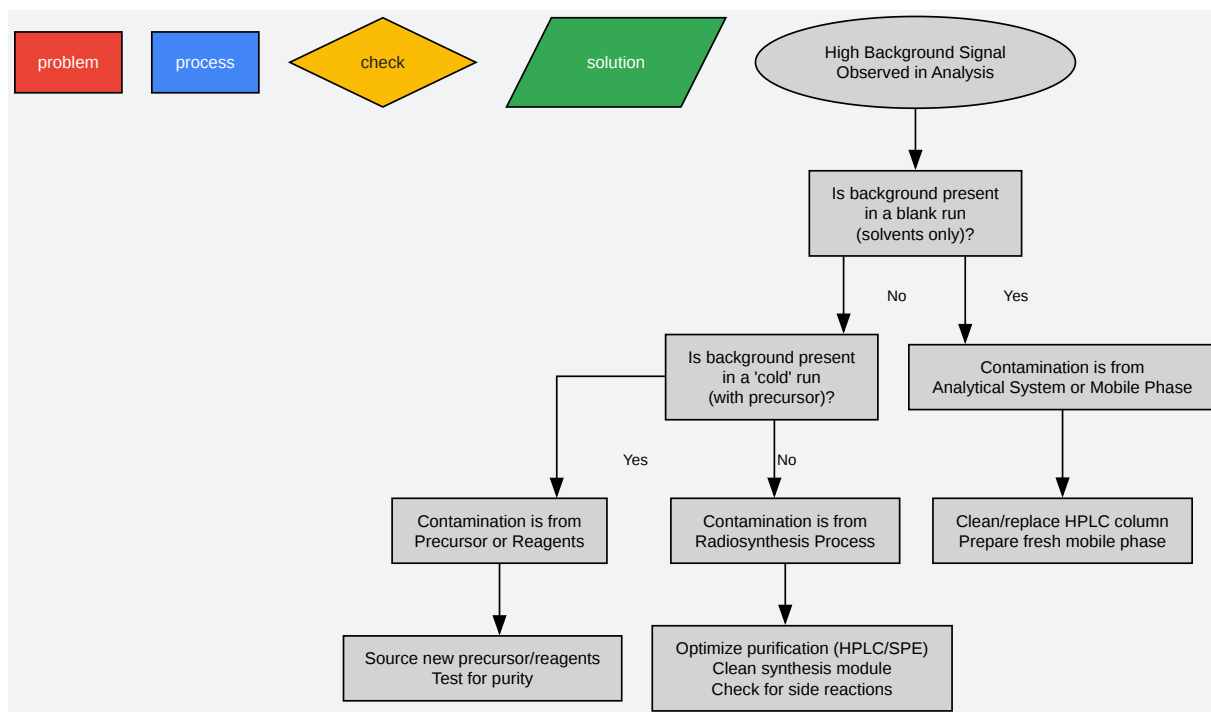 problem
process
check
solution
High Background Signal
Observed in Analysis
Is background present
in a blank run
(solvents only)?
No
Yes
Is background present
in a 'cold' run
(with precursor)?
Contamination is from
Analytical System or Mobile Phase
Yes
No
Contamination is from
Precursor or Reagents
Contamination is from
Radiosynthesis Process
Clean/replace HPLC column
Prepare fresh mobile phase
Source new precursor/reagents
Test for purity
Optimize purification (HPLC/SPE)
Clean synthesis module
Check for side reactions